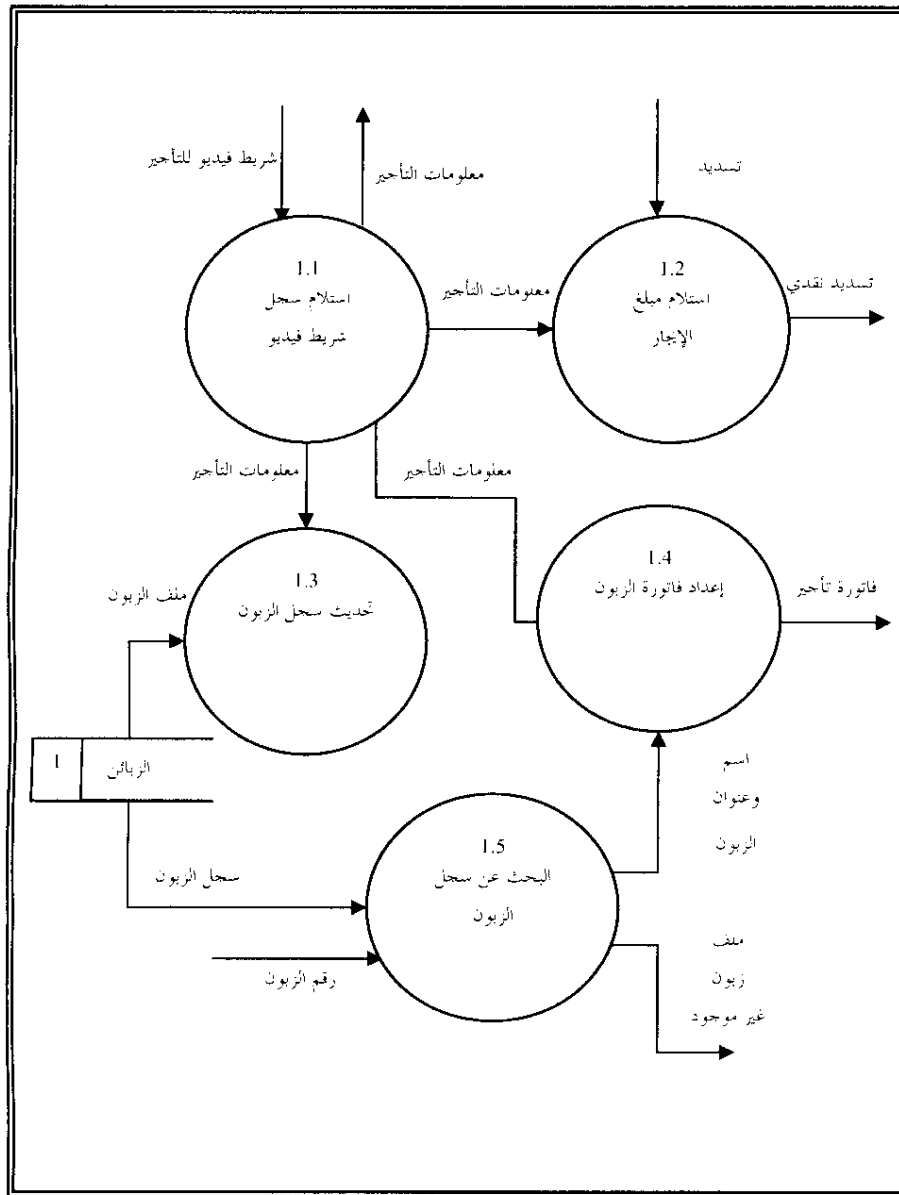 شريط فيديو للتأجير
معلومات التأجير
تسديد
1.1
استلام سجل
شريط فيديو
معلومات التأجير
1.2
استلام مبلغ
الإيجار
تسديد نقدي
معلومات التأجير
معلومات التأجير
1.3
تحديث سجل الزبون
ملف الزبون
1.4
إعداد فاتورة الزبون
فاتورة تأجير
1
الزبائن
اسم
وعنوان
الزبون
1.5
البحث عن سجل
الزبون
سجل الزبون
رقم الزبون
ملف
زبون
غير موجود